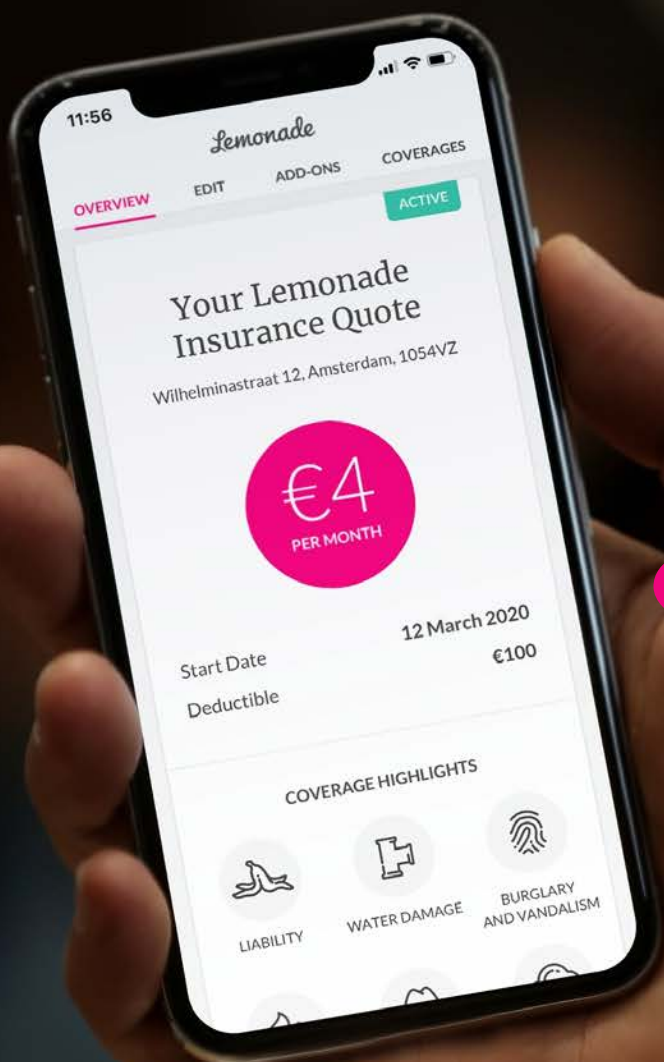 11:56
Lemonade
OVERVIEW EDIT ADD-ONS COVERAGES
ACTIVE
Your Lemonade
Insurance Quote
Wilhelminastraat 12, Amsterdam, 1054VZ
€4
PER MONTH
Start Date 12 March 2020
Deductible €100
COVERAGE HIGHLIGHTS
LIABILITY WATER DAMAGE BURGLARY
AND VANDALISM